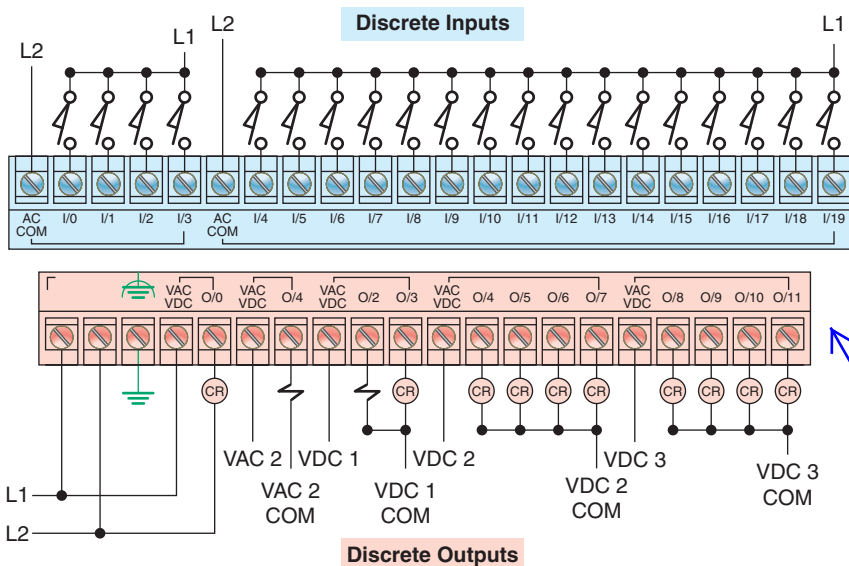 Discrete Inputs
L2
L1
L2
L1
AC COM
I/0
I/1
I/2
I/3
AC COM
I/4
I/5
I/6
I/7
I/8
I/9
I/10
I/11
I/12
I/13
I/14
I/15
I/16
I/17
I/18
I/19
VAC VDC
O/0
VAC VDC
O/4
VAC VDC
O/2
O/3
VAC VDC
O/4
O/5
O/6
O/7
VAC VDC
O/8
O/9
O/10
O/11
CR
CR
CR
CR
CR
CR
CR
CR
CR
CR
VAC 2
VAC 2 COM
VDC 1
VDC 1 COM
VDC 2
VDC 2 COM
VDC 3
VDC 3 COM
L1
L2
Discrete Outputs